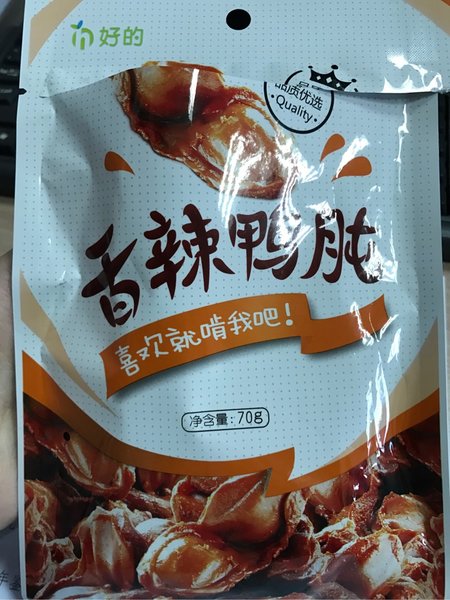 好的
品质优选
·Quality·
香辣鸭肫
喜欢就啃我吧！
净含量:70g